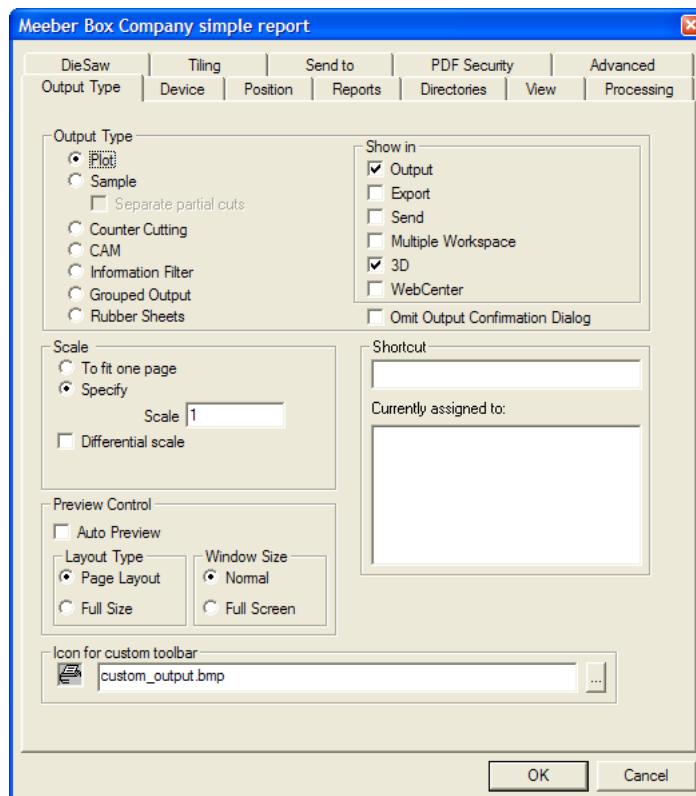 Meeber Box Company simple report
DieSaw Tiling Send to PDF Security Advanced
Output Type Device Position Reports Directories View Processing
Output Type
Plot
Sample
Separate partial cuts
Counter Cutting
CAM
Information Filter
Grouped Output
Rubber Sheets
Show in
Output
Export
Send
Multiple Workspace
3D
WebCenter
Omit Output Confirmation Dialog
Scale
To fit one page
Specify
Scale 1
Differential scale
Shortcut
Currently assigned to:
Preview Control
Auto Preview
Layout Type
Page Layout
Full Size
Window Size
Normal
Full Screen
Icon for custom toolbar
custom_output.bmp
...
OK Cancel